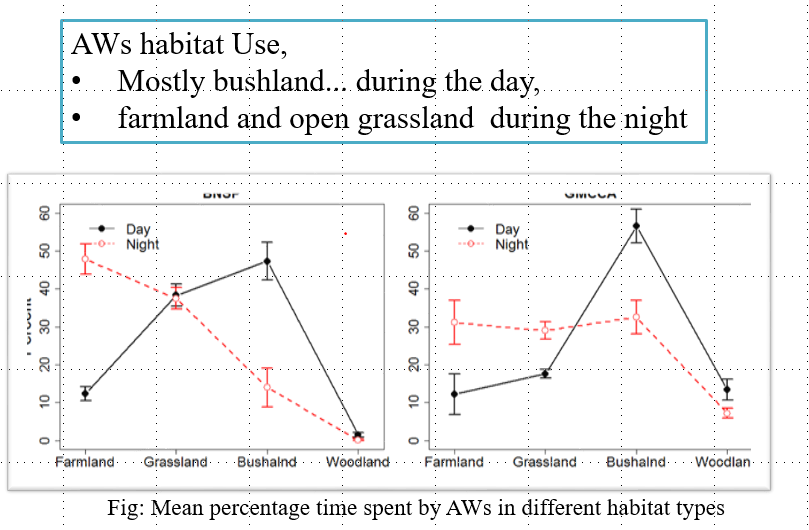 AWs habitat Use,
• Mostly bushland... during the day,
• farmland and open grassland during the night
BNSP
GMCCA
60
50
40
30
20
10
0
Day
Night
Farmland Grassland Bushalnd Woodland
60
50
40
30
20
10
0
Day
Night
Farmland Grassland Bushalnd Woodlan
Fig: Mean percentage time spent by AWs in different habitat types